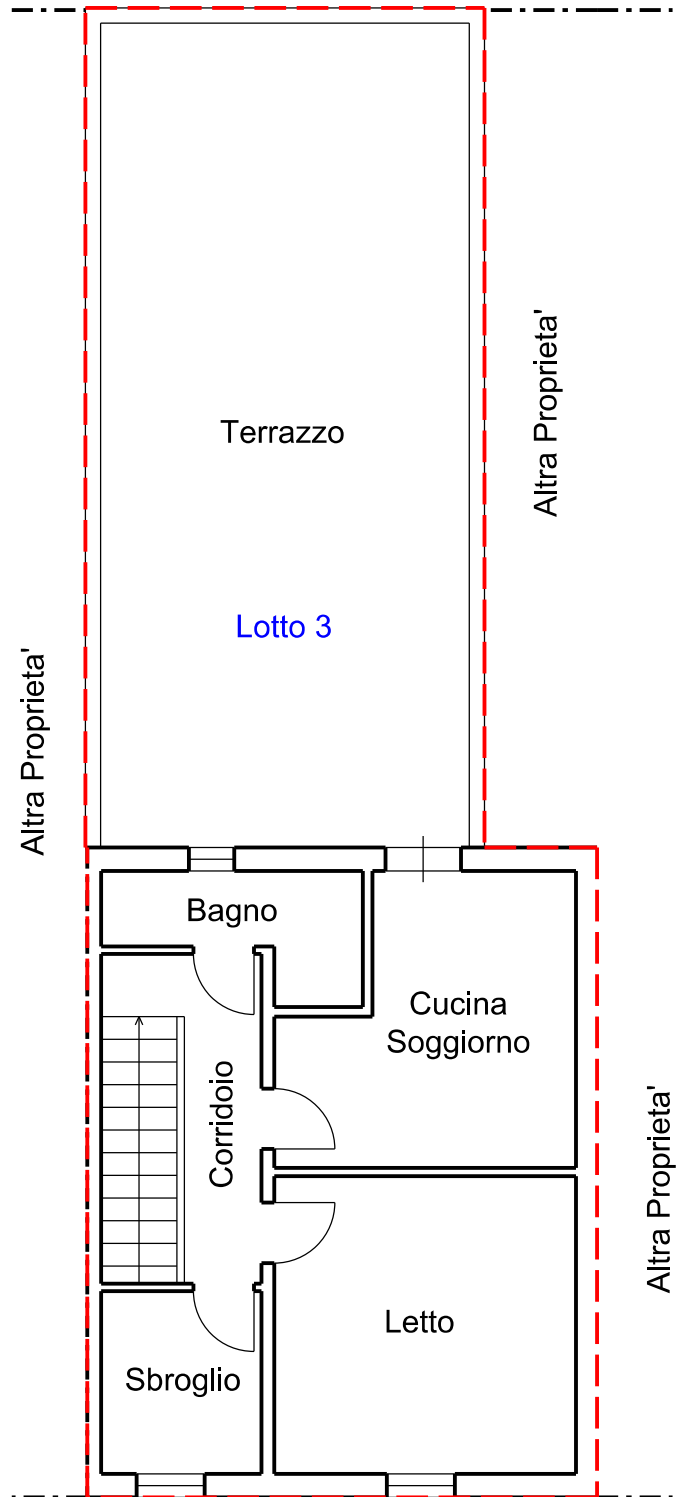 Altra Proprieta'
Terrazzo
Lotto 3
Altra Proprieta'
Bagno
Cucina
Soggiorno
Corridoio
Altra Proprieta'
Letto
Sbroglio